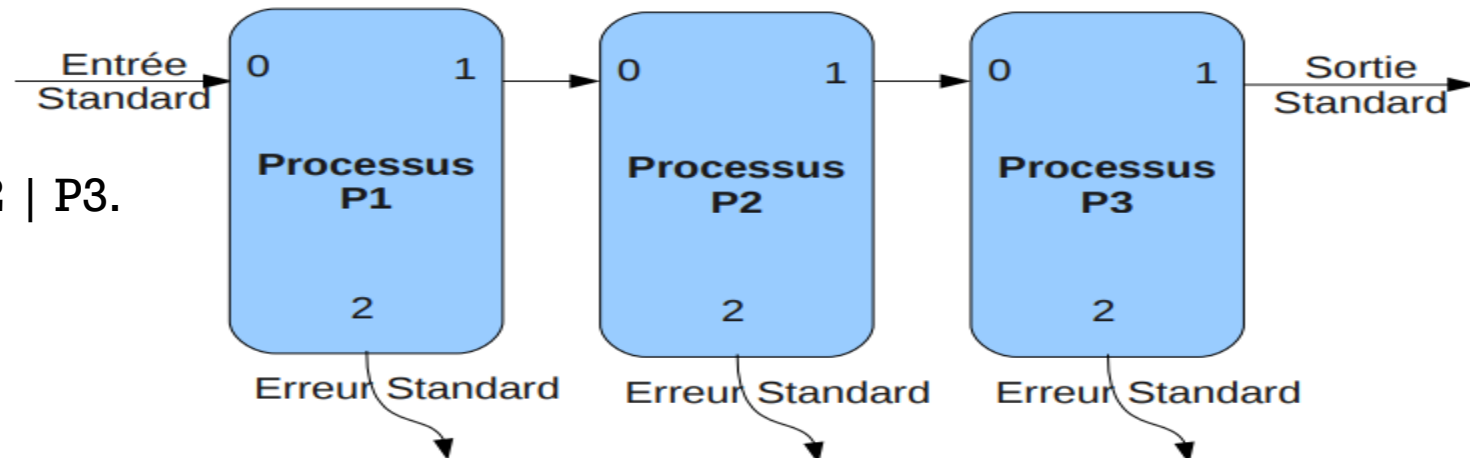 Entrée
Standard
0 1
0 1
0 1
Sortie
Standard
Processus
P1
Processus
P2
Processus
P3
| P3.
2
2
2
Erreur Standard
Erreur Standard
Erreur Standard